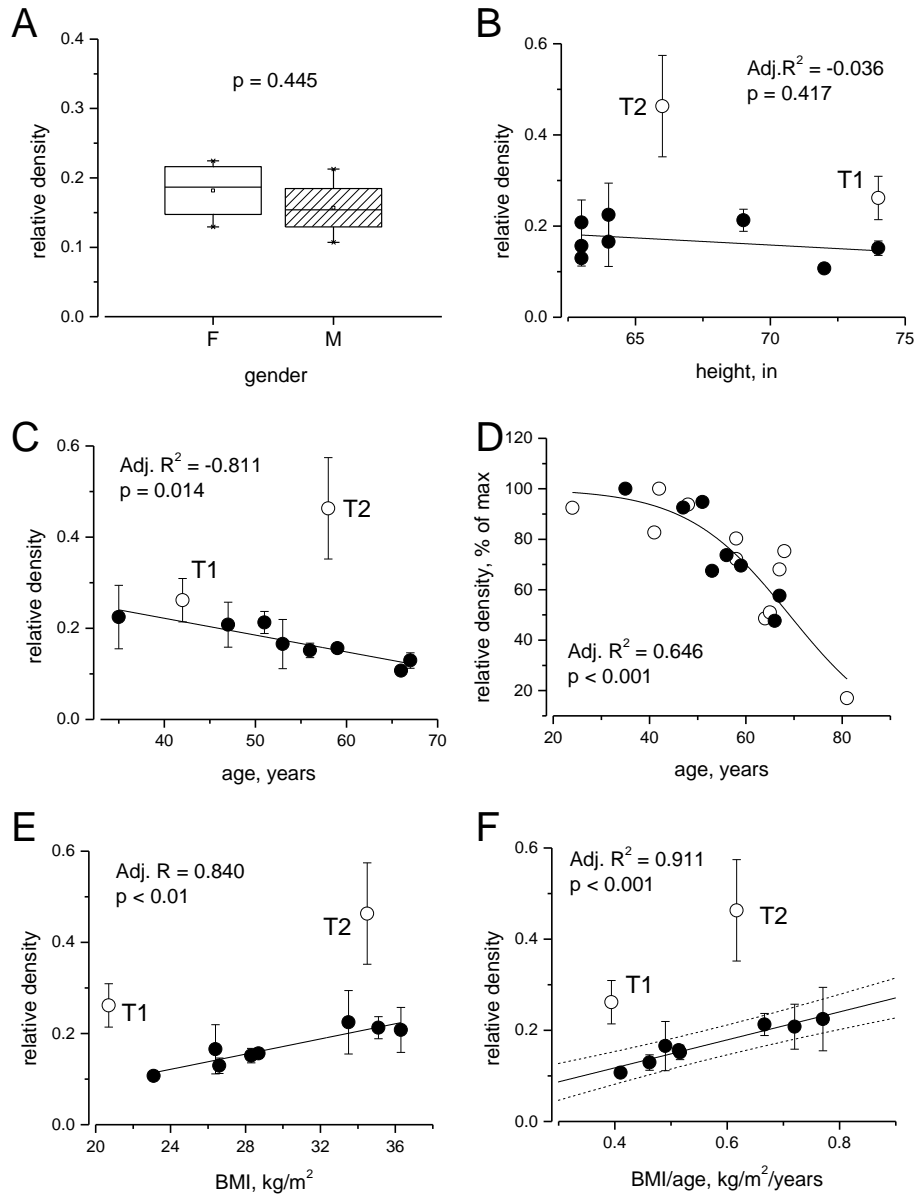 A
0.4
0.3
0.2
0.1
0.0
relative density
p = 0.445
F M
gender
B
0.6
0.4
0.2
0.0
relative density
Adj.R² = -0.036
p = 0.417
T2
T1
65 70 75
height, in
C
0.6
0.4
0.2
0.0
relative density
Adj. R² = -0.811
p = 0.014
T2
T1
40 50 60 70
age, years
D
120
100
80
60
40
20
relative density, % of max
Adj. R² = 0.646
p < 0.001
20 40 60 80
age, years
E
0.6
0.4
0.2
0.0
relative density
Adj. R = 0.840
p < 0.01
T2
T1
20 24 28 32 36
BMI, kg/m²
F
0.6
0.4
0.2
0.0
relative density
Adj. R² = 0.911
p < 0.001
T2
T1
0.4 0.6 0.8
BMI/age, kg/m²/years